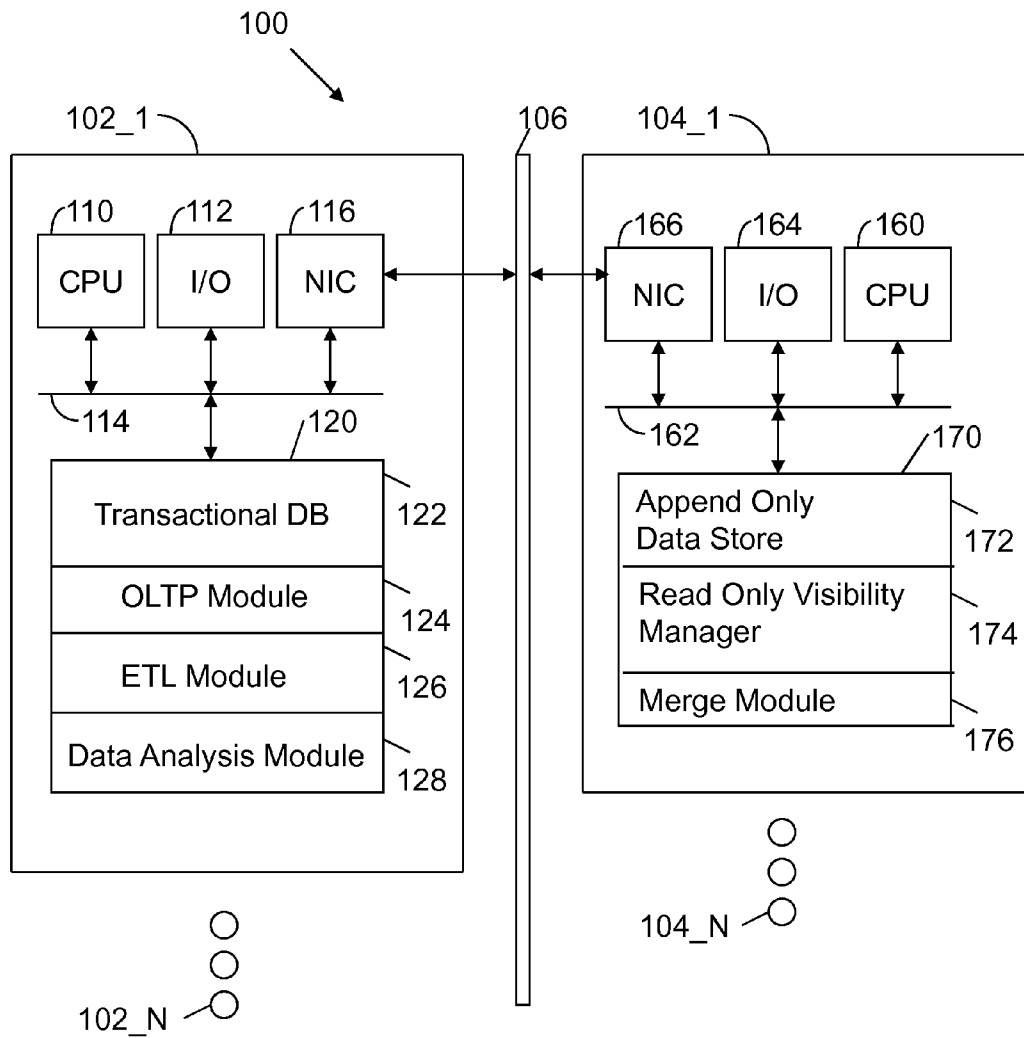 100
102_1
106
104_1
110
112
116
166
164
160
CPU
I/O
NIC
NIC
I/O
CPU
114
120
162
170
Transactional DB
122
Append Only
Data Store
172
OLTP Module
124
Read Only Visibility
Manager
174
ETL Module
126
Merge Module
176
Data Analysis Module
128
104_N
102_N